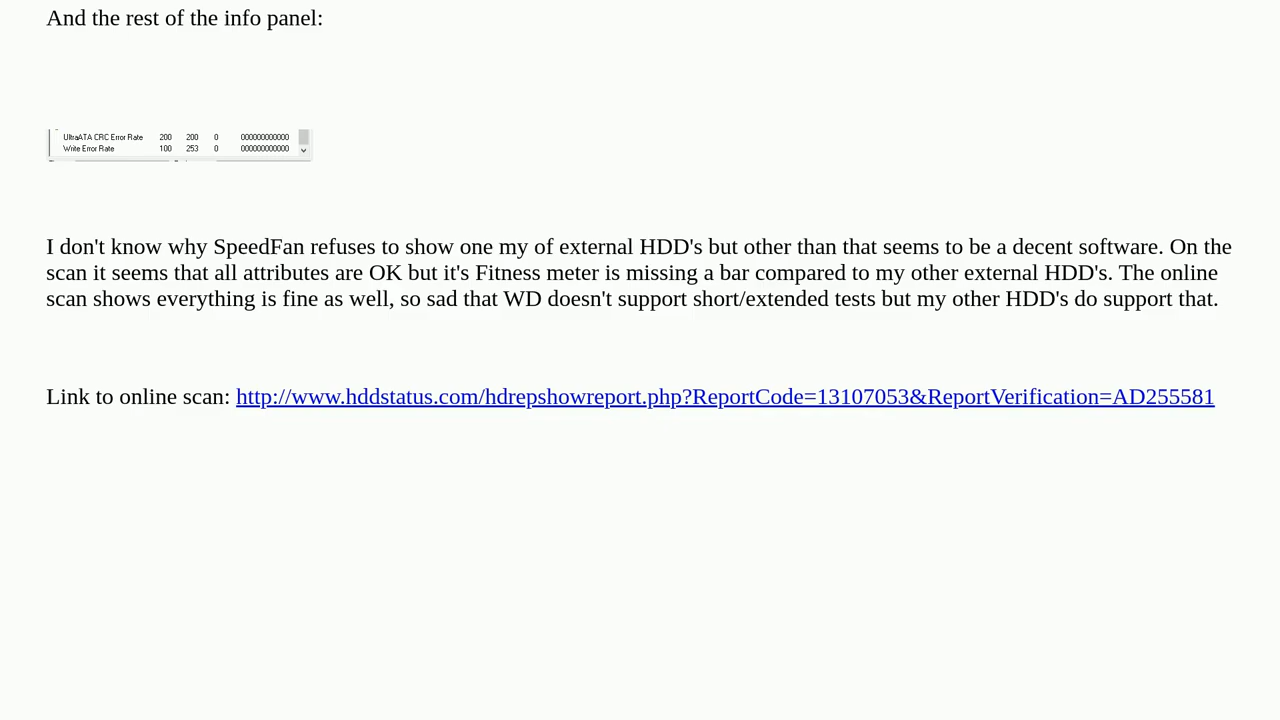 And the rest of the info panel:
UltraATA CRC Error Rate 200 200 0 000000000000
Write Error Rate 100 253 0 000000000000
I don't know why SpeedFan refuses to show one my of external HDD's but other than that seems to be a decent software. On the
scan it seems that all attributes are OK but it's Fitness meter is missing a bar compared to my other external HDD's. The online
scan shows everything is fine as well, so sad that WD doesn't support short/extended tests but my other HDD's do support that.
Link to online scan: http://www.hddstatus.com/hdrepshowreport.php?ReportCode=13107053&ReportVerification=AD255581